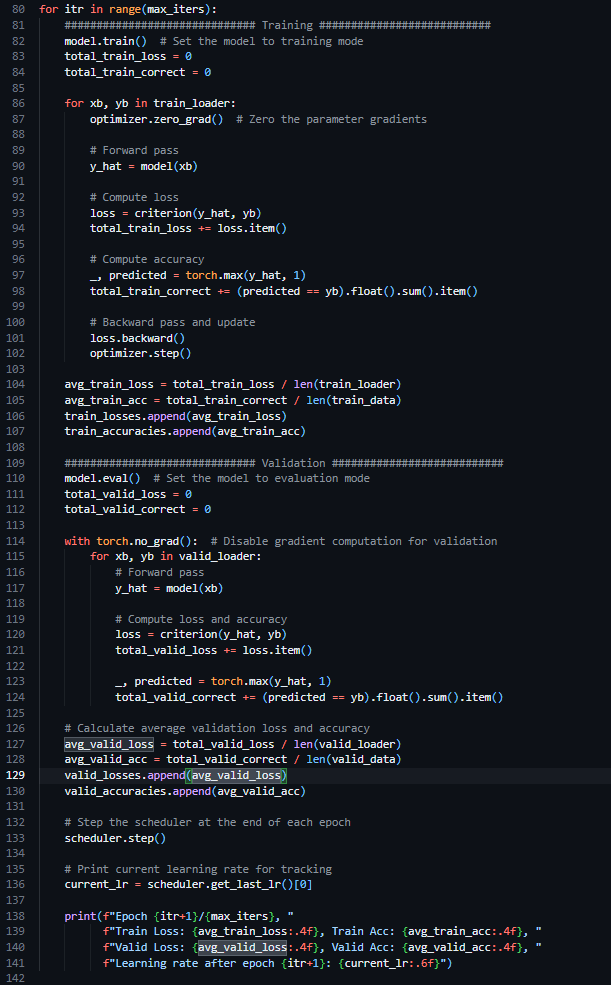 80 for itr in range(max_iters):
81     ############################## Training ###########################
82     model.train()  # Set the model to training mode
83     total_train_loss = 0
84     total_train_correct = 0
85
86     for xb, yb in train_loader:
87         optimizer.zero_grad()  # Zero the parameter gradients
88
89         # Forward pass
90         y_hat = model(xb)
91
92         # Compute loss
93         loss = criterion(y_hat, yb)
94         total_train_loss += loss.item()
95
96         # Compute accuracy
97         _, predicted = torch.max(y_hat, 1)
98         total_train_correct += (predicted == yb).float().sum().item()
99
100         # Backward pass and update
101         loss.backward()
102         optimizer.step()
103
104     avg_train_loss = total_train_loss / len(train_loader)
105     avg_train_acc = total_train_correct / len(train_data)
106     train_losses.append(avg_train_loss)
107     train_accuracies.append(avg_train_acc)
108
109     ############################## Validation ###########################
110     model.eval()  # Set the model to evaluation mode
111     total_valid_loss = 0
112     total_valid_correct = 0
113
114     with torch.no_grad():  # Disable gradient computation for validation
115         for xb, yb in valid_loader:
116             # Forward pass
117             y_hat = model(xb)
118
119             # Compute loss and accuracy
120             loss = criterion(y_hat, yb)
121             total_valid_loss += loss.item()
122
123             _, predicted = torch.max(y_hat, 1)
124             total_valid_correct += (predicted == yb).float().sum().item()
125
126     # Calculate average validation loss and accuracy
127     avg_valid_loss = total_valid_loss / len(valid_loader)
128     avg_valid_acc = total_valid_correct / len(valid_data)
129     valid_losses.append(avg_valid_loss)
130     valid_accuracies.append(avg_valid_acc)
131
132     # Step the scheduler at the end of each epoch
133     scheduler.step()
134
135     # Print current learning rate for tracking
136     current_lr = scheduler.get_last_lr()[0]
137
138     print(f"Epoch {itr+1}/{max_iters}, "
139           f"Train Loss: {avg_train_loss:.4f}, Train Acc: {avg_train_acc:.4f}, "
140           f"Valid Loss: {avg_valid_loss:.4f}, Valid Acc: {avg_valid_acc:.4f}, "
141           f"Learning rate after epoch {itr+1}: {current_lr:.6f}")
142